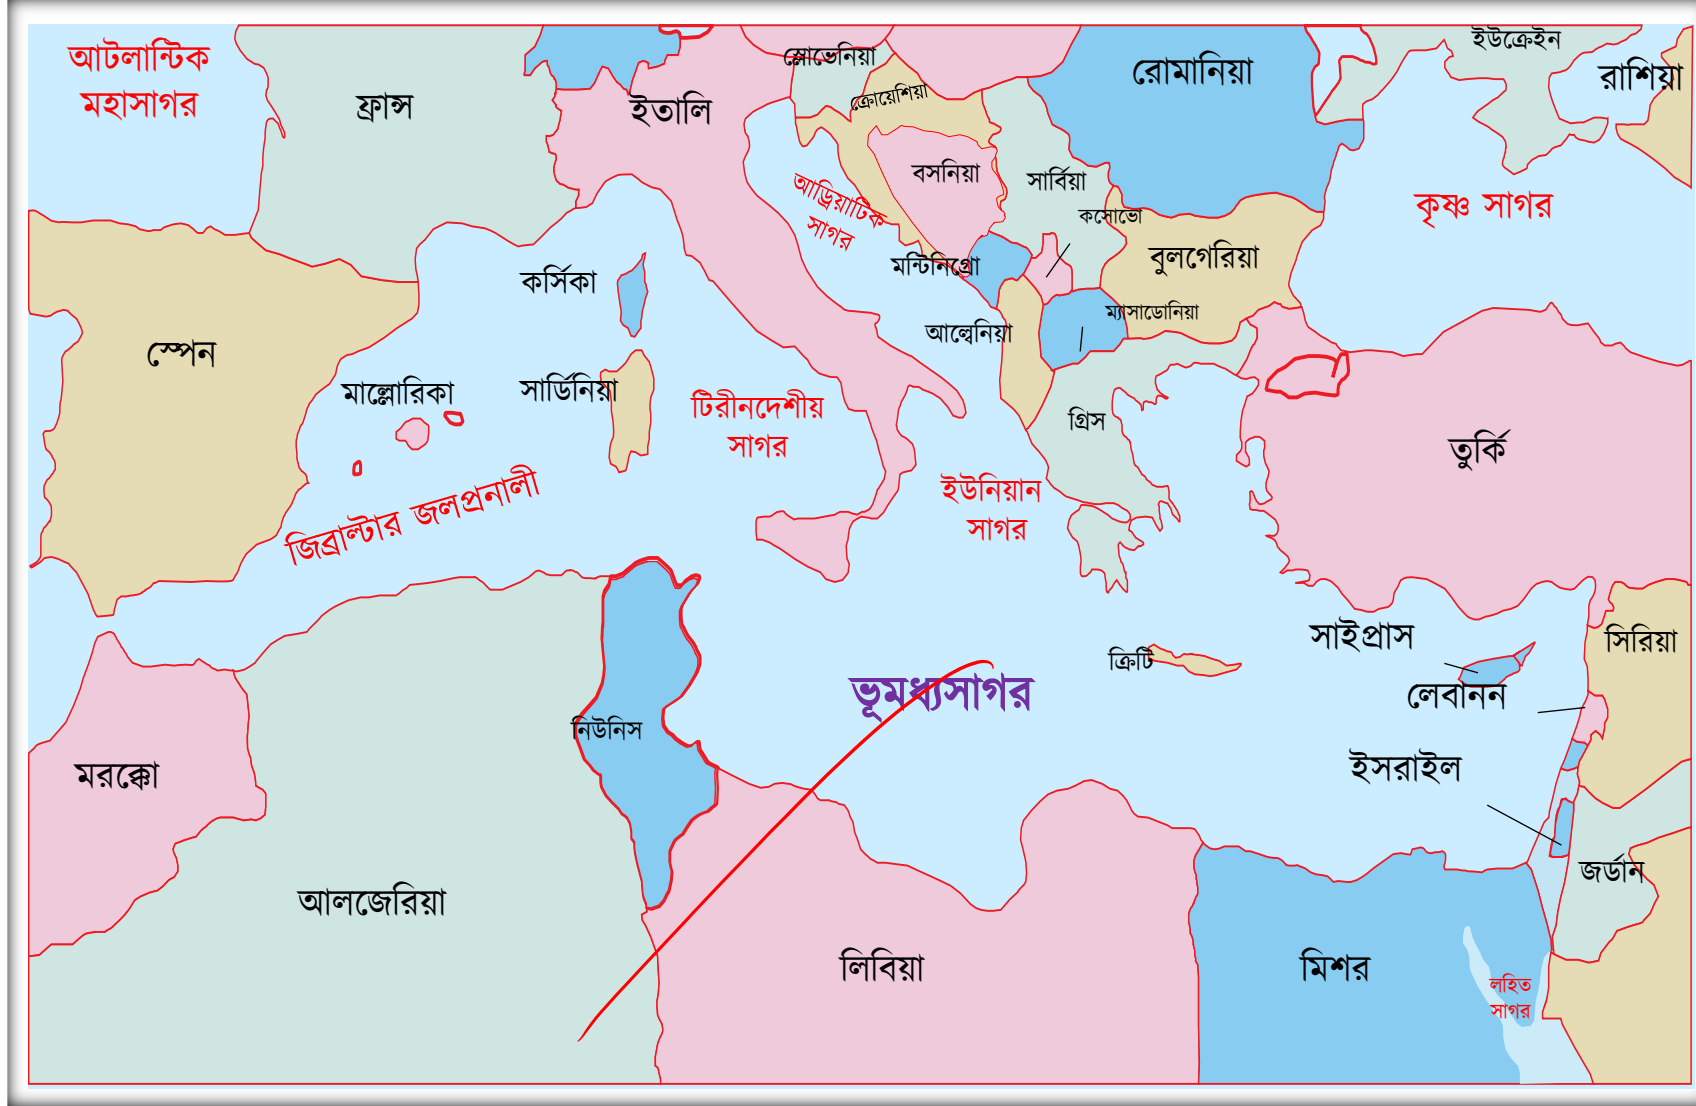 আটলান্টিক
মহাসাগর
ফ্রান্স
ইতালি
স্লোভেনিয়া
ক্রোয়েশিয়া
রোমানিয়া
ইউক্রেইন
রাশিয়া
বসনিয়া
সার্বিয়া
কসোভো
আড্রিয়াটিক
সাগর
কৃষ্ণ সাগর
মন্টিনিগ্রো
বুলগেরিয়া
কর্সিকা
ম্যাসাডোনিয়া
আল্বেনিয়া
স্পেন
মাল্লোরিকা
সার্ডিনিয়া
টিরীনদেশীয়
সাগর
গ্রিস
তুর্কি
জিব্রাল্টার জলপ্রনালী
ইউনিয়ান
সাগর
সাইপ্রাস
সিরিয়া
ক্রিটি
ভূমধ্যসাগর
লেবানন
নিউনিস
মরক্কো
ইসরাইল
জর্ডান
আলজেরিয়া
লিবিয়া
মিশর
লহিত
সাগর